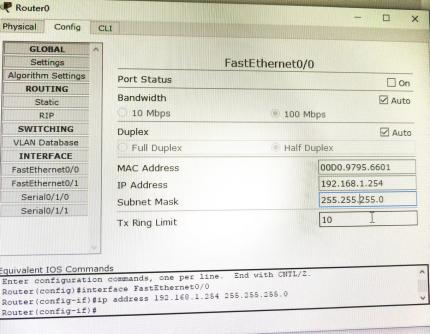 Router0
Physical Config CLI
GLOBAL
Settings
Algorithm Settings
ROUTING
Static
RIP
SWITCHING
VLAN Database
INTERFACE
FastEthernet0/0
FastEthernet0/1
Serial0/1/0
Serial0/1/1
FastEthernet0/0
Port Status On
Bandwidth Auto
10 Mbps 100 Mbps
Duplex Auto
Full Duplex Half Duplex
MAC Address 00D0.9795.6601
IP Address 192.168.1.254
Subnet Mask 255.255.255.0
Tx Ring Limit 10
Equivalent IOS Commands
Enter configuration commands, one per line. End with CNTL/Z.
Router(config)#interface FastEthernet0/0
Router(config-if)#ip address 192.168.1.254 255.255.255.0
Router(config-if)#